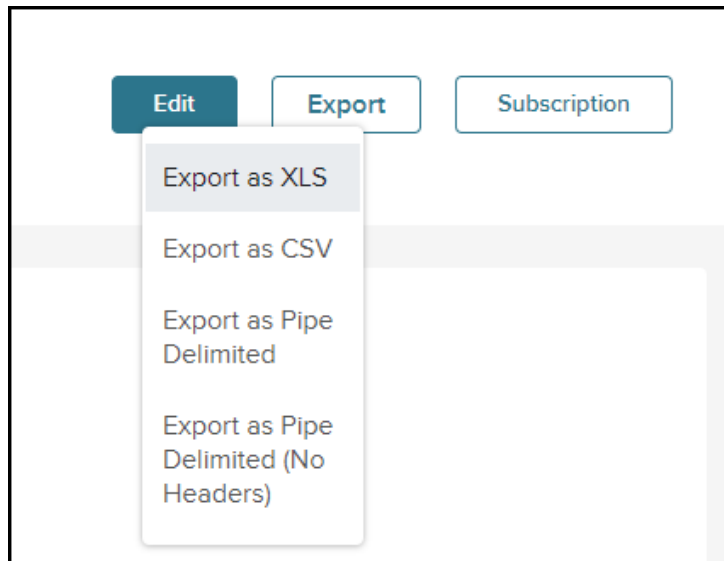 Edit
Export
Subscription
Export as XLS
Export as CSV
Export as Pipe
Delimited
Export as Pipe
Delimited (No
Headers)